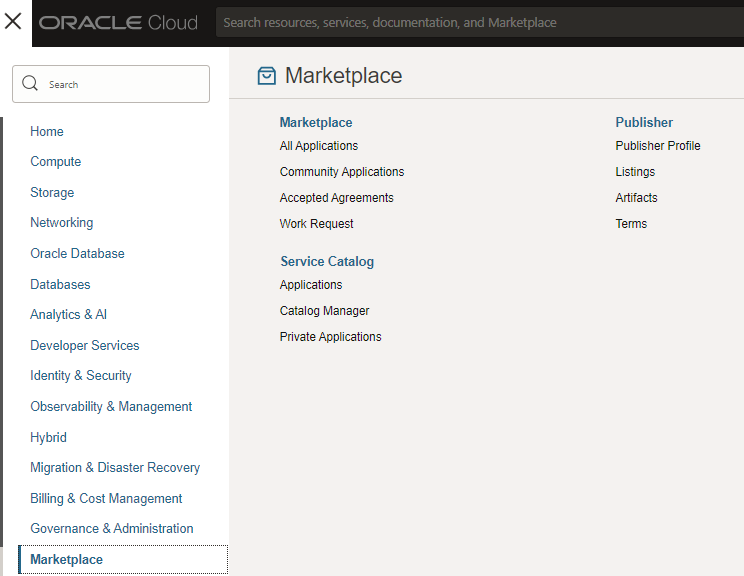 ORACLE Cloud
Search resources, services, documentation, and Marketplace
Search
Home
Compute
Storage
Networking
Oracle Database
Databases
Analytics & AI
Developer Services
Identity & Security
Observability & Management
Hybrid
Migration & Disaster Recovery
Billing & Cost Management
Governance & Administration
Marketplace
Marketplace
Marketplace
All Applications
Community Applications
Accepted Agreements
Work Request
Service Catalog
Applications
Catalog Manager
Private Applications
Publisher
Publisher Profile
Listings
Artifacts
Terms